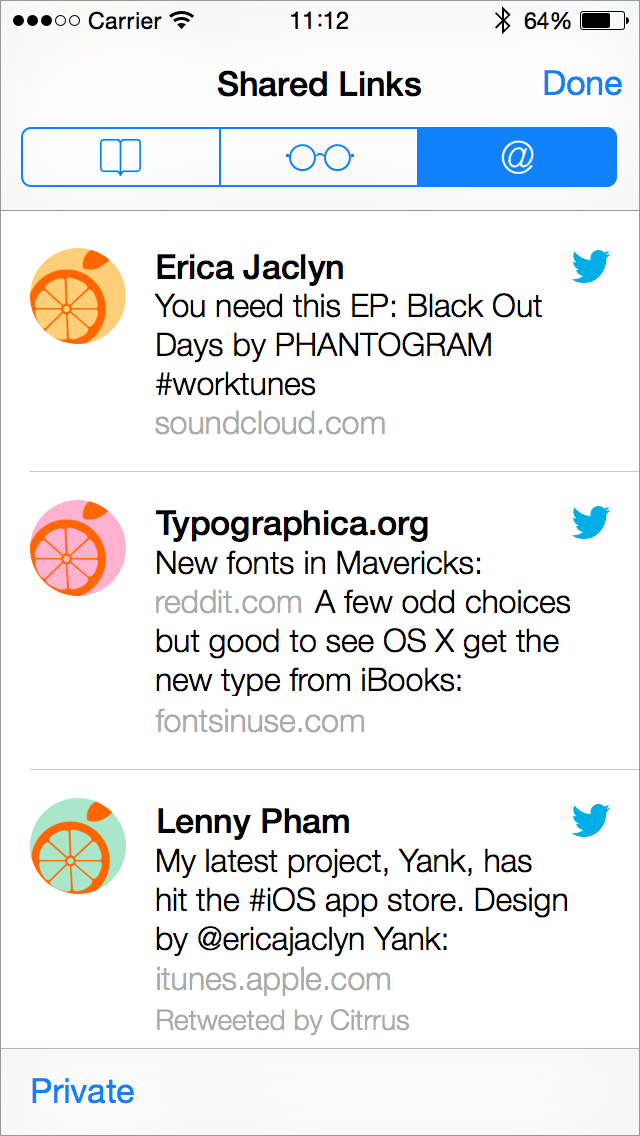 Carrier 11:12 64%
Shared Links Done
@
Erica Jaclyn
You need this EP: Black Out
Days by PHANTOGRAM
#worktunes
soundcloud.com
Typographica.org
New fonts in Mavericks:
reddit.com A few odd choices
but good to see OS X get the
new type from iBooks:
fontsinuse.com
Lenny Pham
My latest project, Yank, has
hit the #iOS app store. Design
by @ericajaclyn Yank:
itunes.apple.com
Retweeted by Citrrus
Private